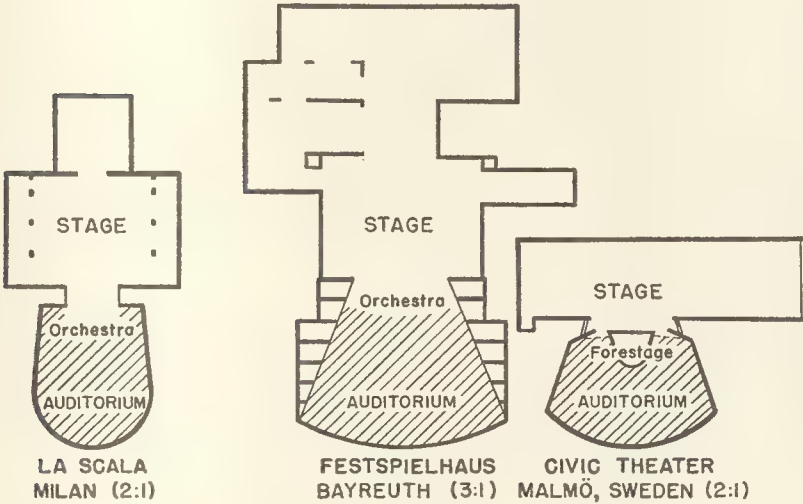 STAGE
Orchestra
AUDITORIUM
LA SCALA
MILAN (2:1)
STAGE
Orchestra
AUDITORIUM
FESTSPIELHAUS
BAYREUTH (3:1)
STAGE
Forestage
AUDITORIUM
CIVIC THEATER
MALMÖ, SWEDEN (2:1)